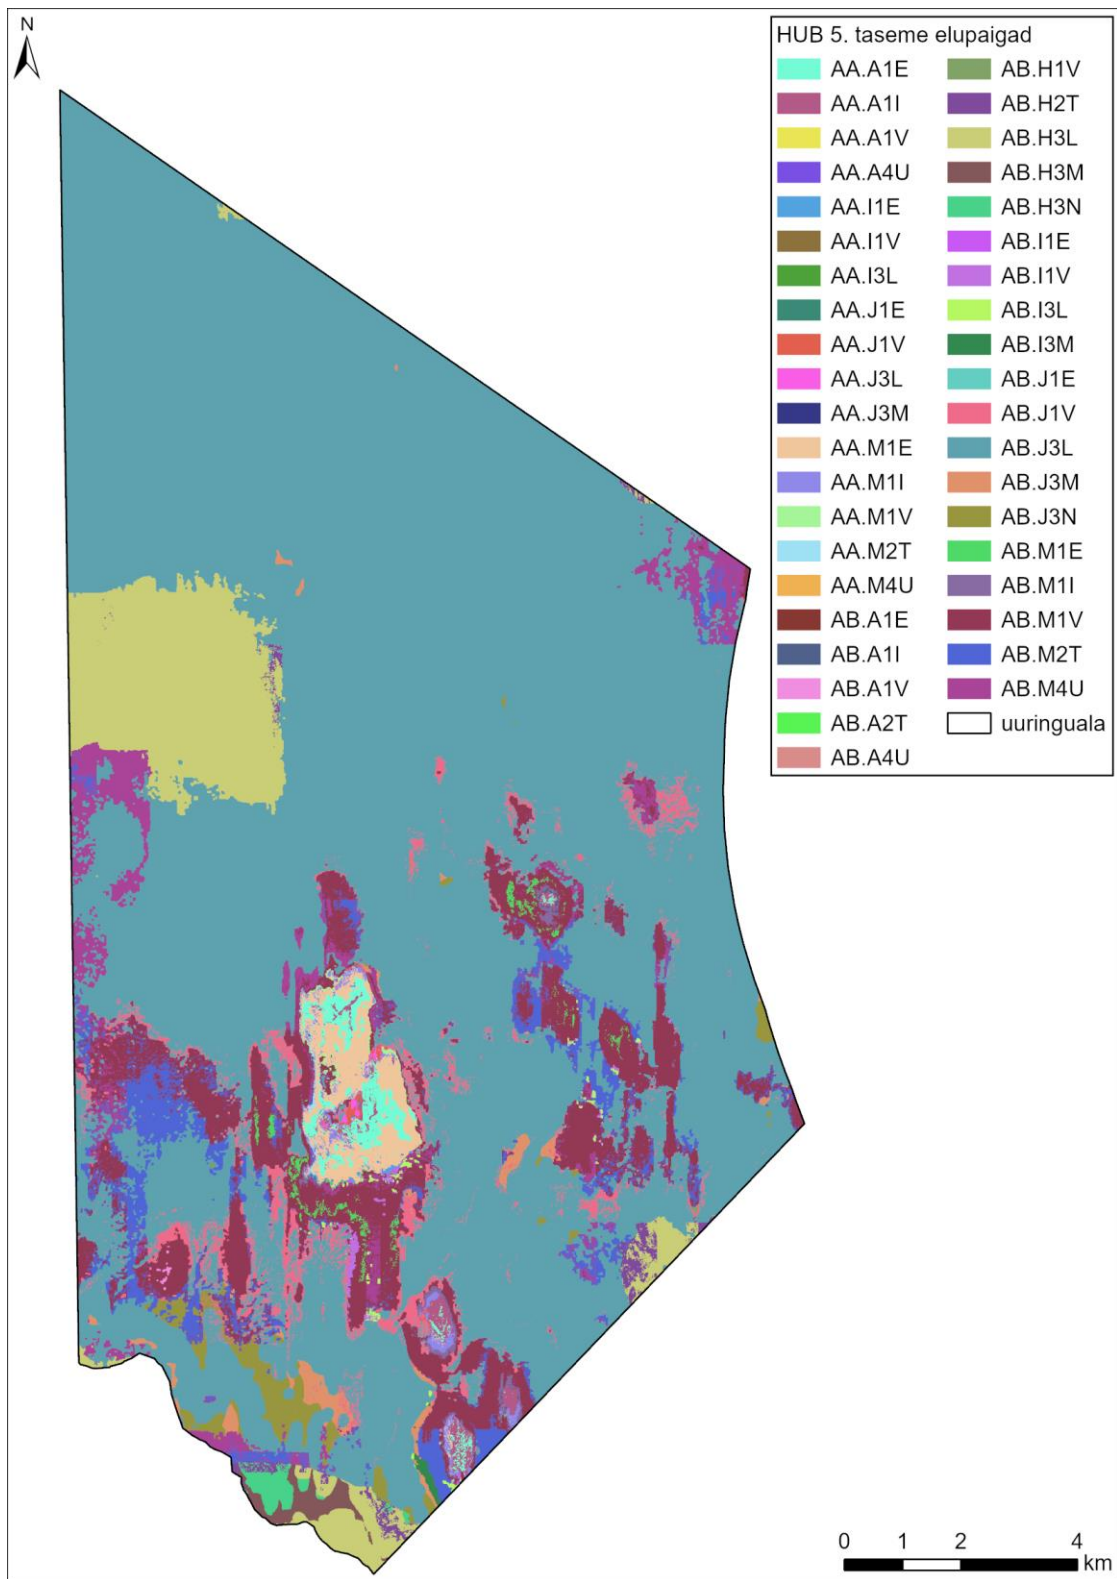 N
HUB 5. taseme elupaigad
AA.A1E
AA.A1I
AA.A1V
AA.A4U
AA.I1E
AA.I1V
AA.I3L
AA.J1E
AA.J1V
AA.J3L
AA.J3M
AA.M1E
AA.M1I
AA.M1V
AA.M2T
AA.M4U
AB.A1E
AB.A1I
AB.A1V
AB.A2T
AB.A4U
AB.H1V
AB.H2T
AB.H3L
AB.H3M
AB.H3N
AB.I1E
AB.I1V
AB.I3L
AB.I3M
AB.J1E
AB.J1V
AB.J3L
AB.J3M
AB.J3N
AB.M1E
AB.M1I
AB.M1V
AB.M2T
AB.M4U
uuringuala
0 1 2 4
km